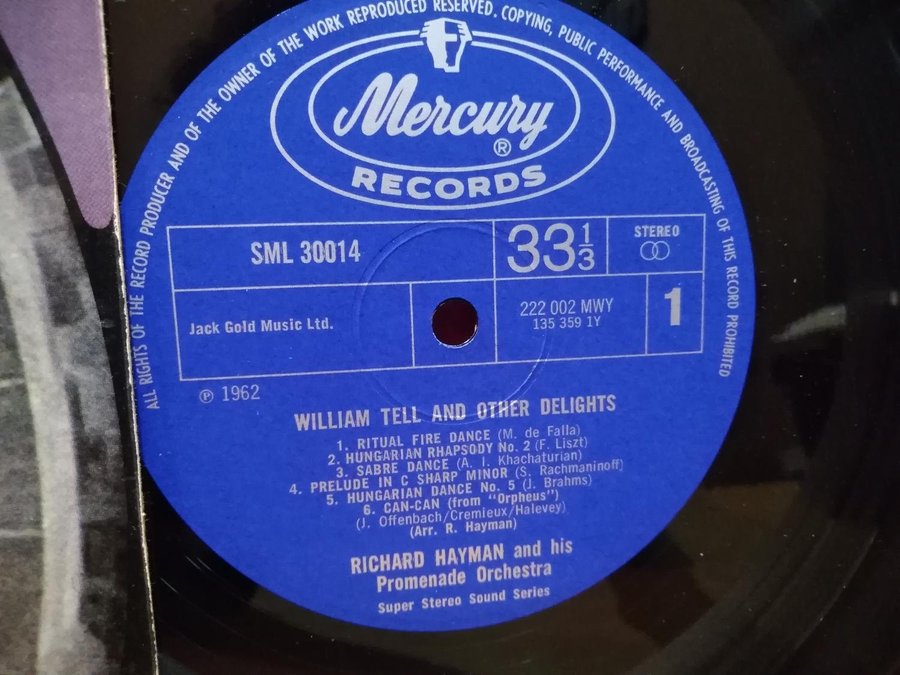 ALL RIGHTS OF THE RECORD PRODUCER AND OF THE OWNER OF THE WORK REPRODUCED RESERVED. COPYING, PUBLIC PERFORMANCE AND BROADCASTING OF THIS RECORD PROHIBITED
Mercury ®
RECORDS
SML 30014
33 1/3
STEREO
Jack Gold Music Ltd.
222 002 MWY
135 359 1Y
1
℗ 1962
WILLIAM TELL AND OTHER DELIGHTS
1. RITUAL FIRE DANCE (M. de Falla)
2. HUNGARIAN RHAPSODY No. 2 (F. Liszt)
3. SABRE DANCE (A. I. Khachaturian)
4. PRELUDE IN C SHARP MINOR (S. Rachmaninoff)
5. HUNGARIAN DANCE No. 5 (J. Brahms)
6. CAN-CAN (from "Orpheus")
(J. Offenbach/Cremieux/Halevey)
(Arr. R. Hayman)
RICHARD HAYMAN and his
Promenade Orchestra
Super Stereo Sound Series